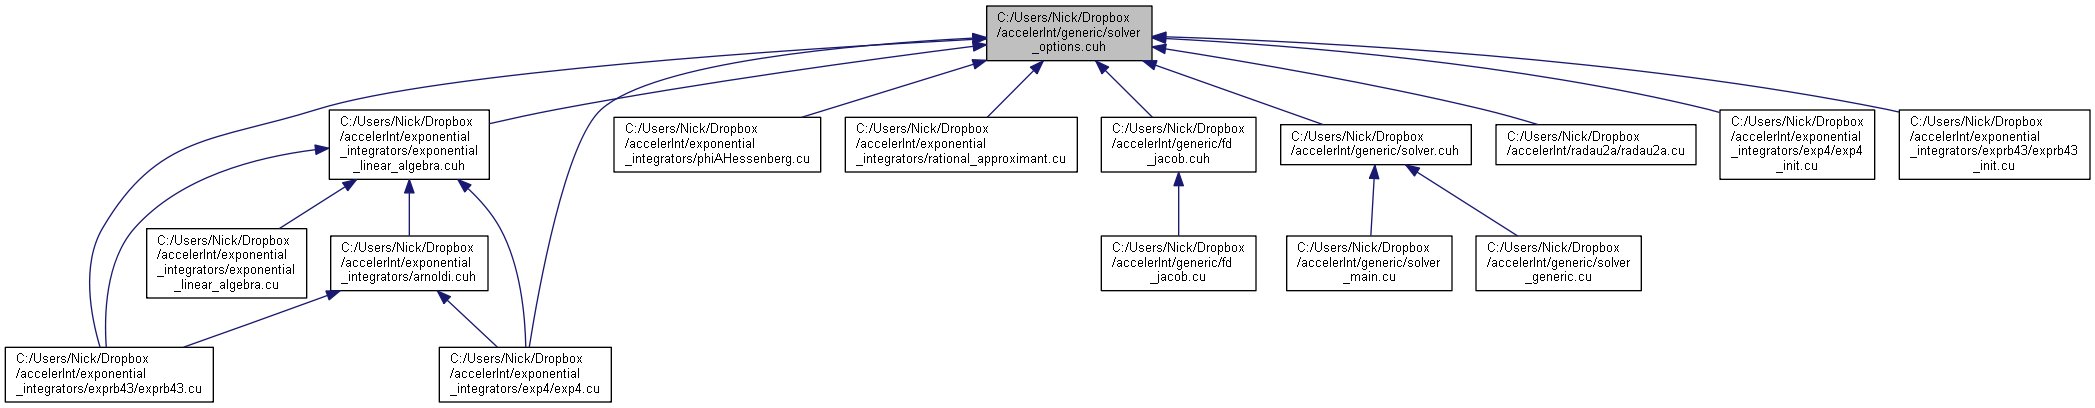 C:/Users/Nick/Dropbox
/accelerInt/generic/solver
_options.cuh
C:/Users/Nick/Dropbox
/accelerInt/exponential
_integrators/exponential
_linear_algebra.cuh
C:/Users/Nick/Dropbox
/accelerInt/exponential
_integrators/phiAHessenberg.cu
C:/Users/Nick/Dropbox
/accelerInt/exponential
_integrators/rational_approximant.cu
C:/Users/Nick/Dropbox
/accelerInt/generic/fd
_jacob.cuh
C:/Users/Nick/Dropbox
/accelerInt/generic/solver.cuh
C:/Users/Nick/Dropbox
/accelerInt/radau2a/radau2a.cu
C:/Users/Nick/Dropbox
/accelerInt/exponential
_integrators/exp4/exp4
_init.cu
C:/Users/Nick/Dropbox
/accelerInt/exponential
_integrators/exprb43/exprb43
_init.cu
C:/Users/Nick/Dropbox
/accelerInt/exponential
_integrators/exponential
_linear_algebra.cu
C:/Users/Nick/Dropbox
/accelerInt/exponential
_integrators/arnoldi.cuh
C:/Users/Nick/Dropbox
/accelerInt/generic/fd
_jacob.cu
C:/Users/Nick/Dropbox
/accelerInt/generic/solver
_main.cu
C:/Users/Nick/Dropbox
/accelerInt/generic/solver
_generic.cu
C:/Users/Nick/Dropbox
/accelerInt/exponential
_integrators/exprb43/exprb43.cu
C:/Users/Nick/Dropbox
/accelerInt/exponential
_integrators/exp4/exp4.cu